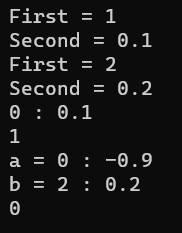 First = 1
Second = 0.1
First = 2
Second = 0.2
0 : 0.1
1
a = 0 : -0.9
b = 2 : 0.2
0